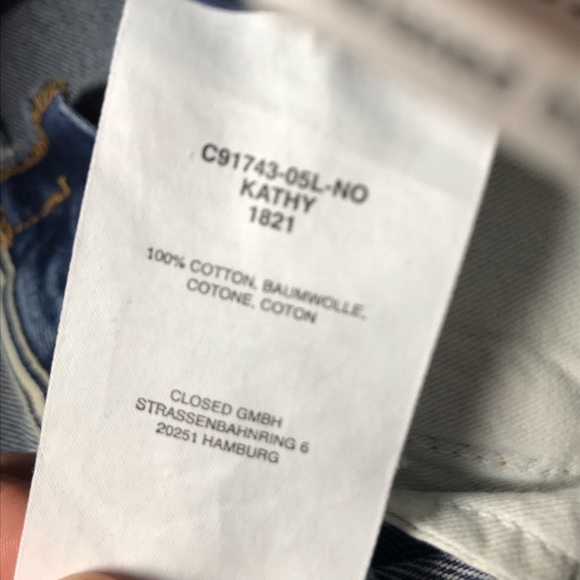 C91743-05L-NO
KATHY
1821
100% COTTON, BAUMWOLLE,
COTONE, COTON
CLOSED GMBH
STRASSENBAHNRING 6
20251 HAMBURG